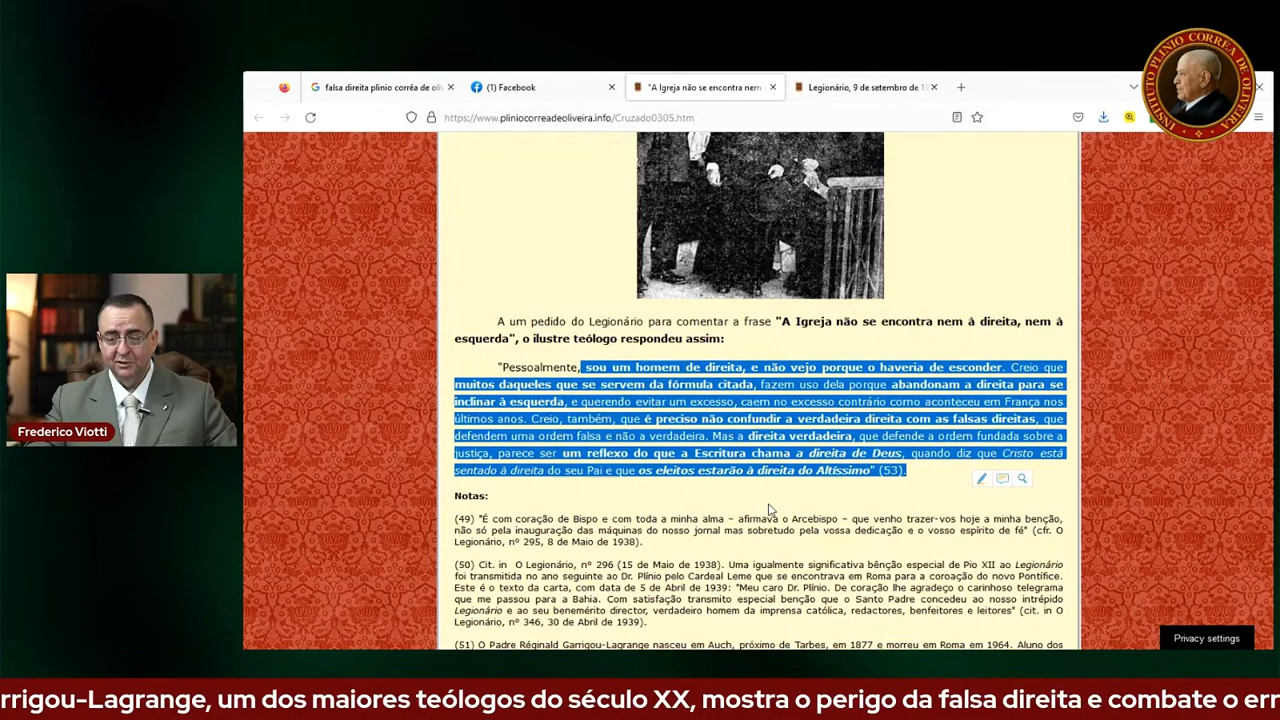 INSTITUTO PLINIO CORREA DE OLIVEIRA
falsa direita plinio corrêa de oli
(1) Facebook
"A Igreja não se encontra nem
Legionário, 9 de setembro de 1
https://www.pliniocorreadeoliveira.info/Cruzado0305.htm
A um pedido do Legionário para comentar a frase "A Igreja não se encontra nem à direita, nem à
esquerda", o ilustre teólogo respondeu assim:
"Pessoalmente, sou um homem de direita, e não vejo porque o haveria de esconder. Creio que
muitos daqueles que se servem da fórmula citada, fazem uso dela porque abandonam a direita para se
inclinar à esquerda, e querendo evitar um excesso, caem no excesso contrário como aconteceu em França nos
últimos anos. Creio, também, que é preciso não confundir a verdadeira direita com as falsas direitas, que
defendem uma ordem falsa e não a verdadeira. Mas a direita verdadeira, que defende a ordem fundada sobre a
justiça, parece ser um reflexo do que a Escritura chama a direita de Deus, quando diz que Cristo está
sentado à direita do seu Pai e que os eleitos estarão à direita do Altíssimo" (53).
Notas:
(49) "É com coração de Bispo e com toda a minha alma – afirmava o Arcebispo – que venho trazer-vos hoje a minha benção,
não só pela inauguração das máquinas do nosso jornal mas sobretudo pela vossa dedicação e o vosso espírito de fé" (cfr. O
Legionário, nº 295, 8 de Maio de 1938).
(50) Cit. in O Legionário, nº 296 (15 de Maio de 1938). Uma igualmente significativa bênção especial de Pio XII ao Legionário
foi transmitida no ano seguinte ao Dr. Plínio pelo Cardeal Leme que se encontrava em Roma para a coroação do novo Pontífice.
Este é o texto da carta, com data de 5 de Abril de 1939: "Meu caro Dr. Plínio. De coração lhe agradeço o carinhoso telegrama
que me passou para a Bahia. Com satisfação transmito especial benção que o Santo Padre concedeu ao nosso intrépido
Legionário e ao seu benemérito director, verdadeiro homem da imprensa católica, redactores, benfeitores e leitores" (cit. in O
Legionário, nº 346, 30 de Abril de 1939).
(51) O Padre Réginald Garrigou-Lagrange nasceu em Auch, próximo de Tarbes, em 1877 e morreu em Roma em 1964. Aluno dos
Privacy settings
Frederico Viotti
rrigou-Lagrange, um dos maiores teólogos do século XX, mostra o perigo da falsa direita e combate o err